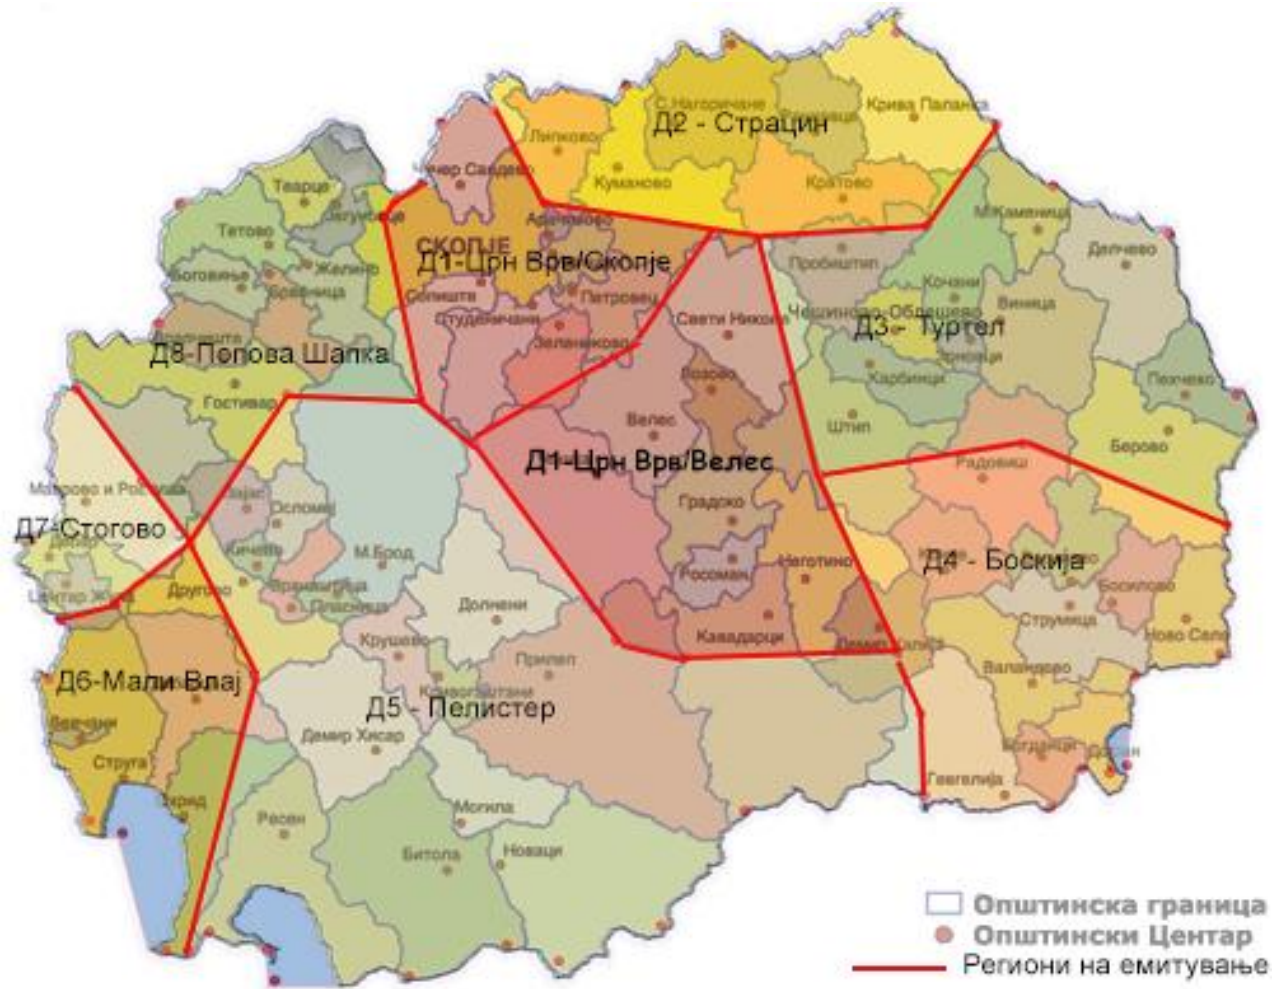 С.Нагоричане
Крива Паланка
Д2 - Страцин
Липково
Куманово
Кратово
Чучер Сандево
Теарце
Јегуновце
Тетово
Арачиново
М.Каменица
Делчево
СКОПЈЕ
Д1-Црн Врв/Скопје
Пробиштип
Боговиње
Желино
Брвеница
Сопиште
Петровец
Кочани
Виница
Студеничани
Свети Николе
Чешиново-Облешево
Д3 - Туртел
Зелениково
Зрновци
Д8-Попова Шапка
Карбинци
Пехчево
Лозово
Гостивар
Велес
Штип
Берово
Д1-Црн Врв/Велес
Радовиш
Маврово и Ростуша
Зајас
Осломеј
Градско
Д7-Стогово
Кичево
М.Брод
Неготино
Д4 - Боскија
Росоман
Центар Жупа
Другово
Вранештица
Пласница
Долнени
Босилово
Струмица
Крушево
Кавадарци
Демир Капија
Ново Село
Прилеп
Валандово
Д6-Мали Влај
Кривогаштани
Д5 - Пелистер
Вевчани
Демир Хисар
Богданци
Дојран
Струга
Гевгелија
Охрид
Могила
Ресен
Битола
Новаци
Општинска граница
Општински Центар
Региони на емитување